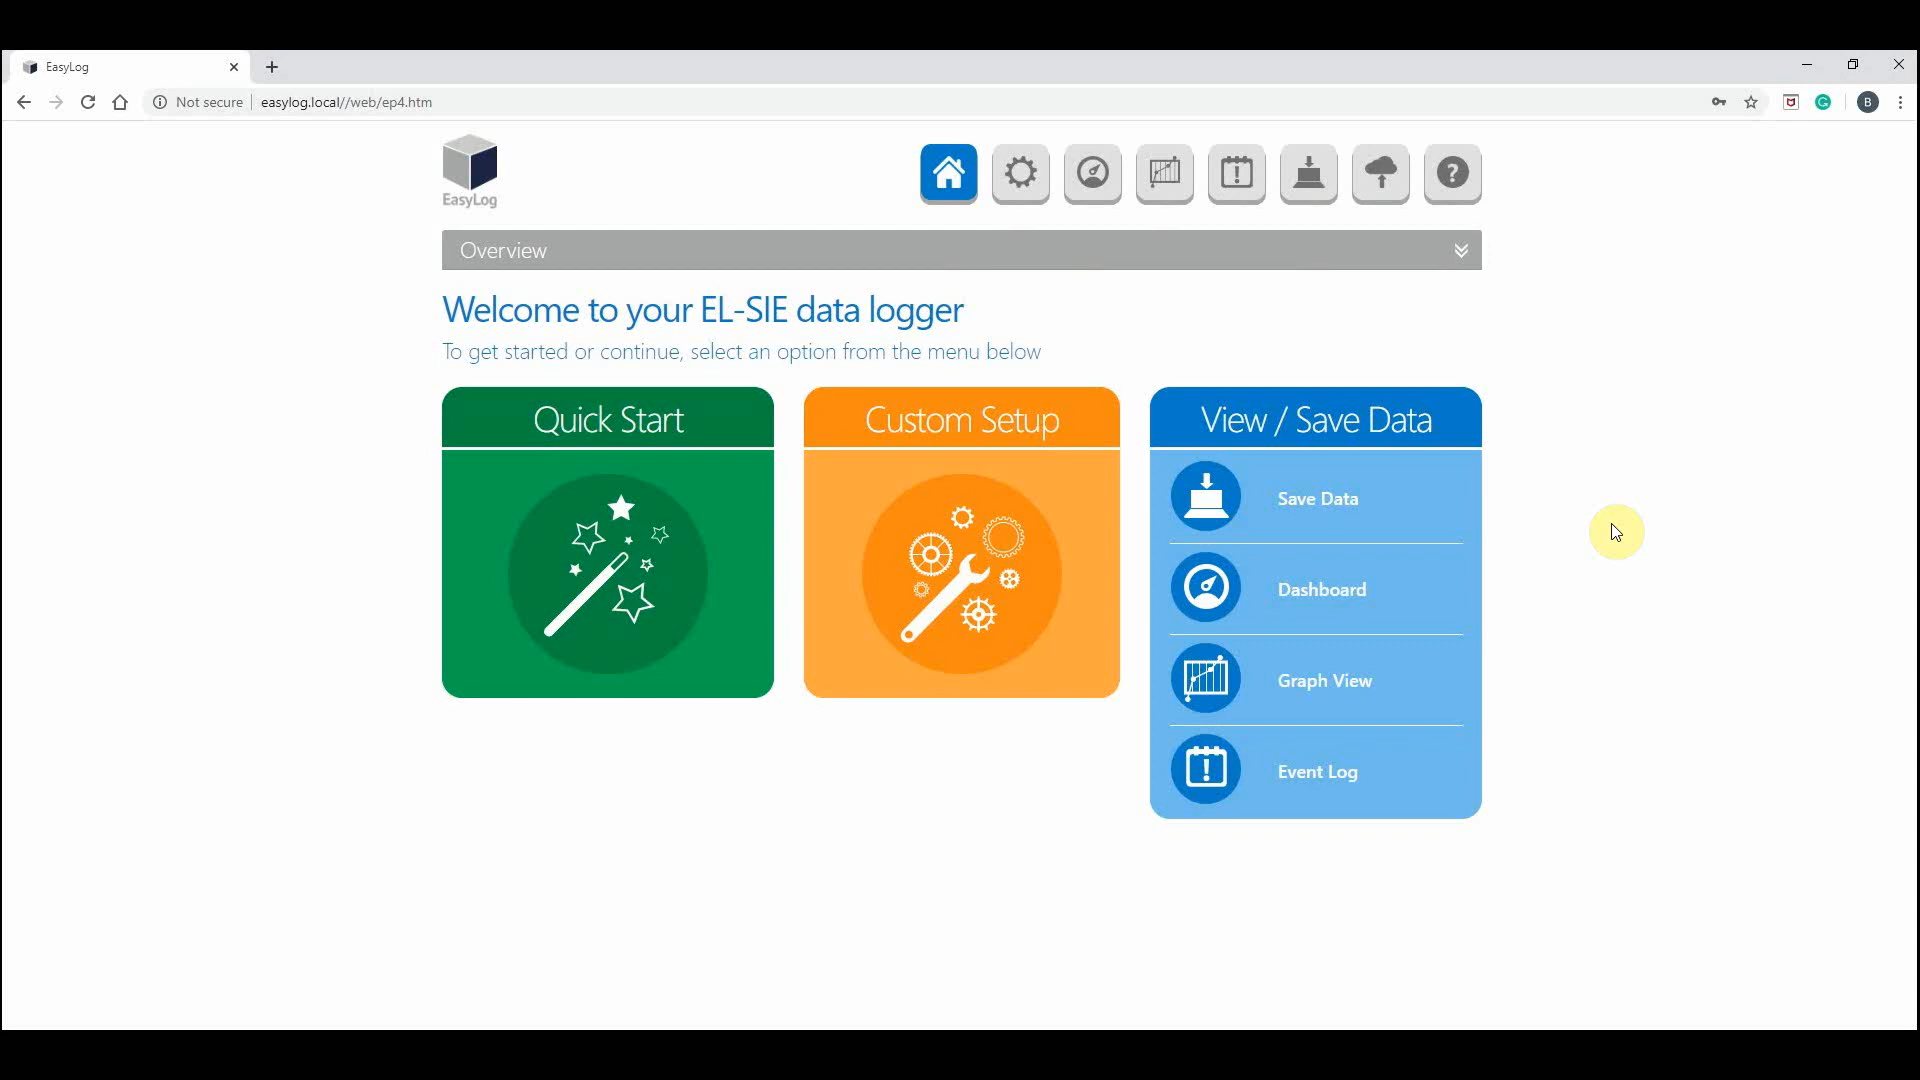 EasyLog
Not secure
easylog.local//web/ep4.htm
B
EasyLog
Overview
Welcome to your EL-SIE data logger
To get started or continue, select an option from the menu below
Quick Start
Custom Setup
View / Save Data
Save Data
Dashboard
Graph View
Event Log